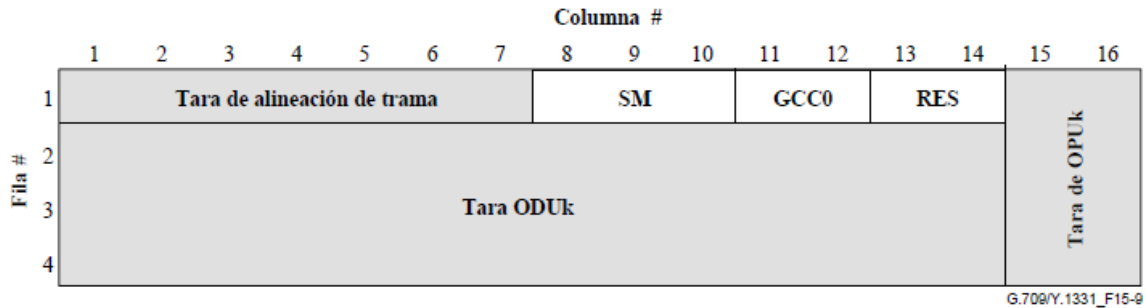 Columna #
1 2 3 4 5 6 7 8 9 10 11 12 13 14 15 16
1 Tara de alineación de trama SM GCC0 RES
Fila #
2
3 Tara ODUk
4
Tara de OPUk
G.709/Y.1331_F15-9